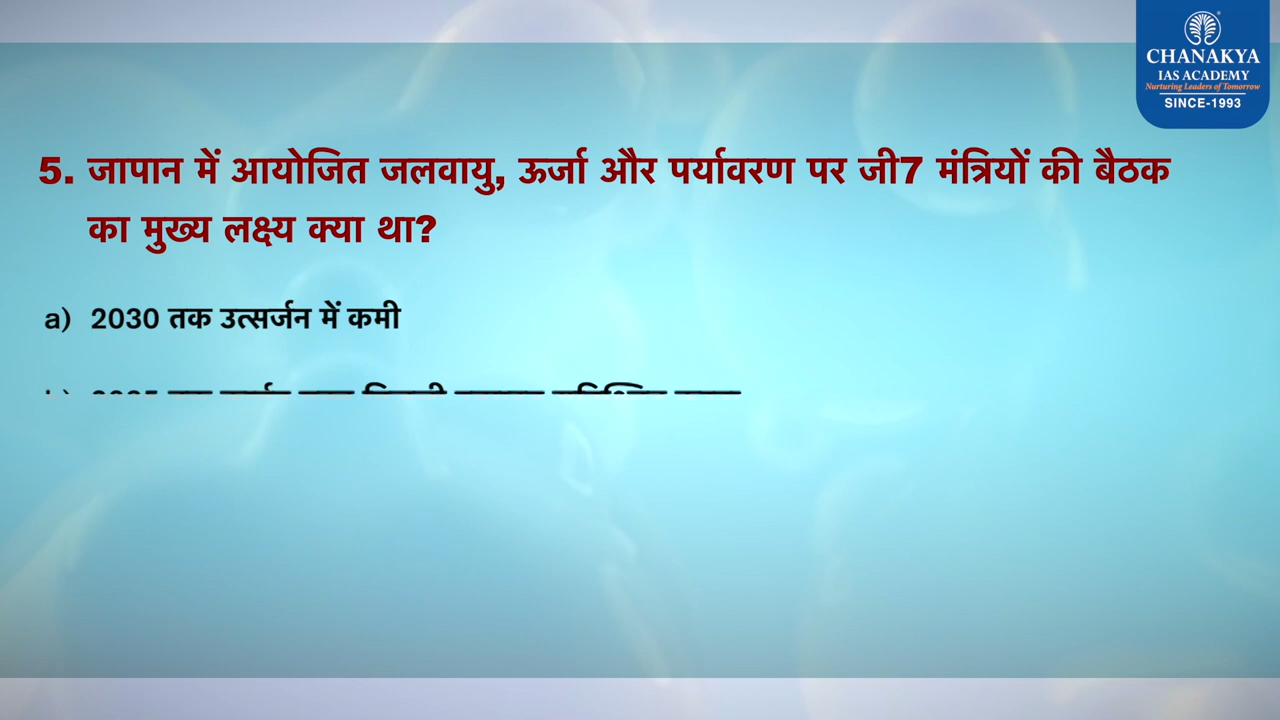 CHANAKYA
IAS ACADEMY
Nurturing Leaders of Tomorrow
SINCE-1993
5. जापान में आयोजित जलवायु, ऊर्जा और पर्यावरण पर जी7 मंत्रियों की बैठक
का मुख्य लक्ष्य क्या था?
a) 2030 तक उत्सर्जन में कमी